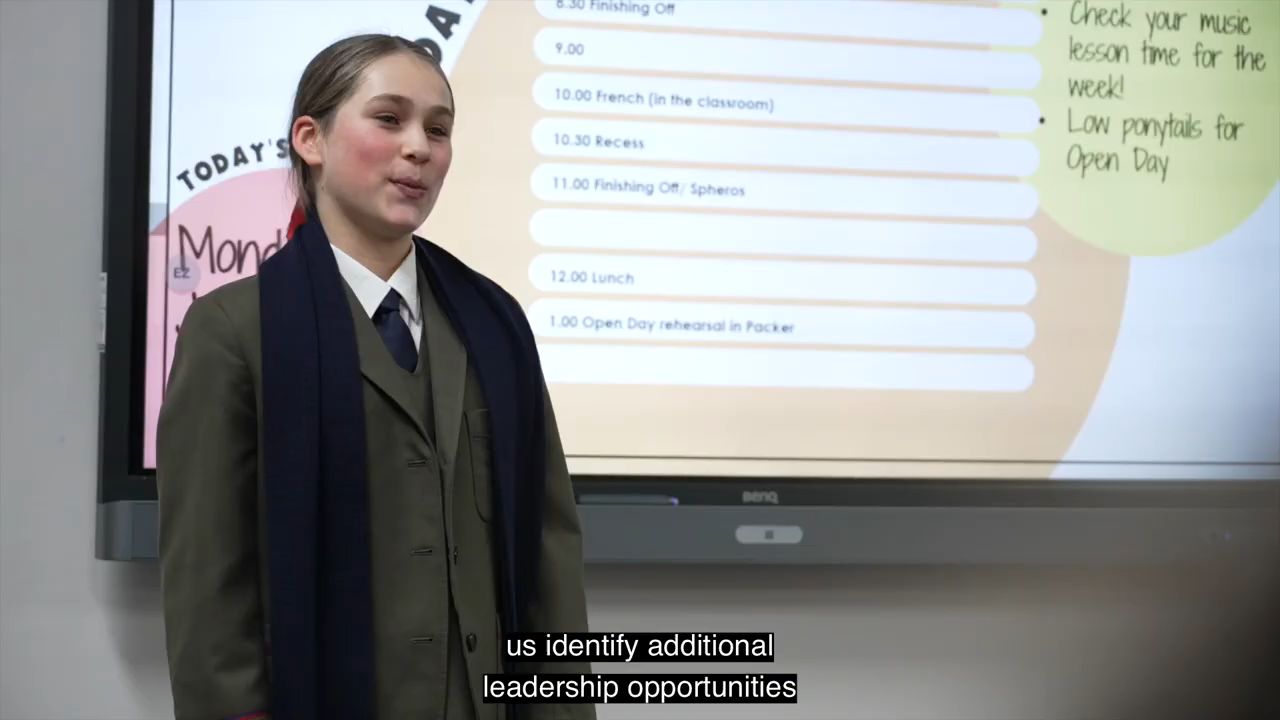 8.30 Finishing Off
9.00
10.00 French (in the classroom)
10.30 Recess
11.00 Finishing Off/ Spheros
12.00 Lunch
1.00 Open Day rehearsal in Packer
• Check your music
lesson time for the
week!
• Low ponytails for
Open Day
TODAY'S
EZ
BenQ
us identify additional
leadership opportunities